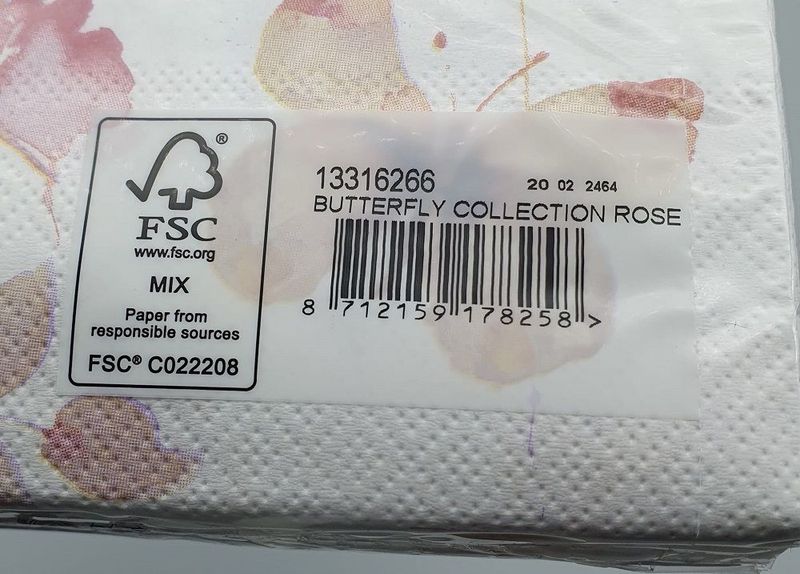 ®
FSC
www.fsc.org
MIX
Paper from
responsible sources
FSC® C022208
13316266 20 02 2464
BUTTERFLY COLLECTION ROSE
8 712159 178258 >